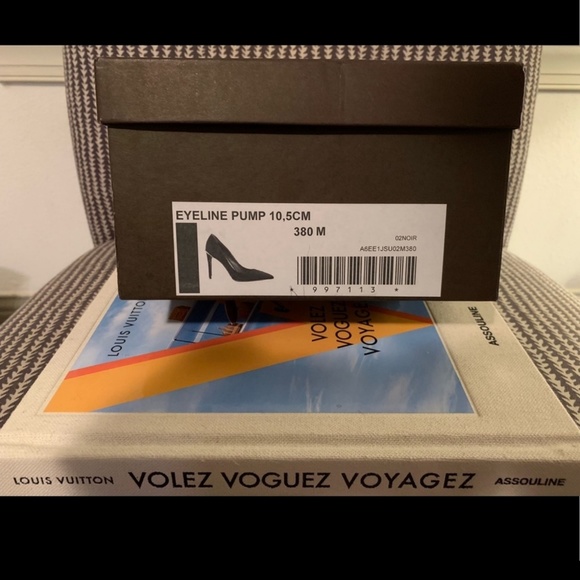 EYELINE PUMP 10,5CM
380 M
02NOIR
A6EE1JSU02M380
* 997113 *
LOUIS VUITTON
VOLEZ
VOGUEZ
VOYAGEZ
ASSOULINE
LOUIS VUITTON VOLEZ VOGUEZ VOYAGEZ ASSOULINE